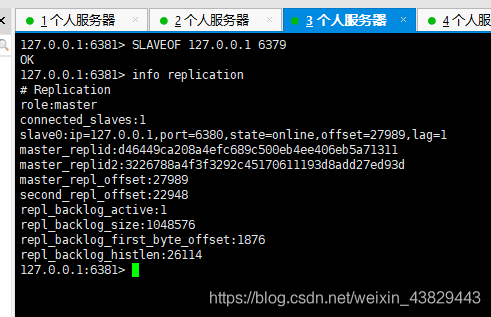 1 个人服务器 × 2 个人服务器 × 3 个人服务器 × 4 个人服务器
127.0.0.1:6381> SLAVEOF 127.0.0.1 6379
OK
127.0.0.1:6381> info replication
# Replication
role:master
connected_slaves:1
slave0:ip=127.0.0.1,port=6380,state=online,offset=27989,lag=1
master_replid:d46449ca208a4efc689c500eb4ee406eb5a71311
master_replid2:3226788a4f3f3292c45170611193d8add27ed93d
master_repl_offset:27989
second_repl_offset:22948
repl_backlog_active:1
repl_backlog_size:1048576
repl_backlog_first_byte_offset:1876
repl_backlog_histlen:26114
127.0.0.1:6381>
https://blog.csdn.net/weixin_43829443